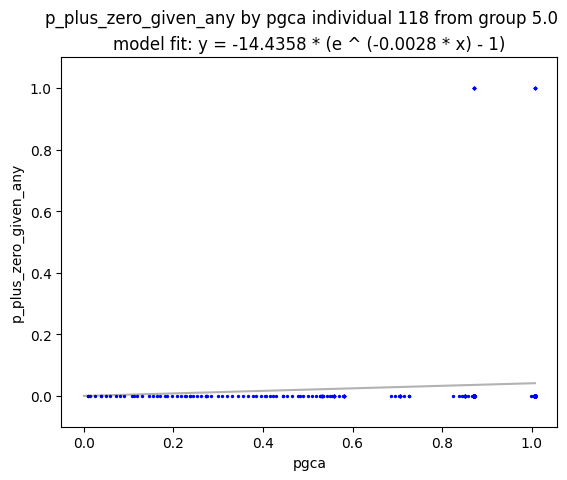 p_plus_zero_given_any by pgca individual 118 from group 5.0
model fit: y = -14.4358 * (e ^ (-0.0028 * x) - 1)
1.0
0.8
0.6
0.4
0.2
0.0
p_plus_zero_given_any
0.0 0.2 0.4 0.6 0.8 1.0
pgca